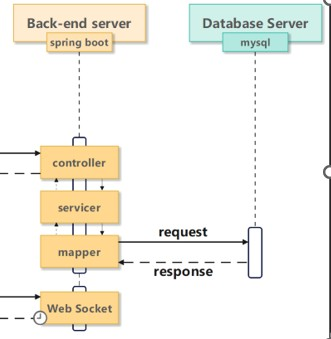 Back-end server
spring boot
Database Server
mysql
controller
servicer
mapper
request
response
Web Socket